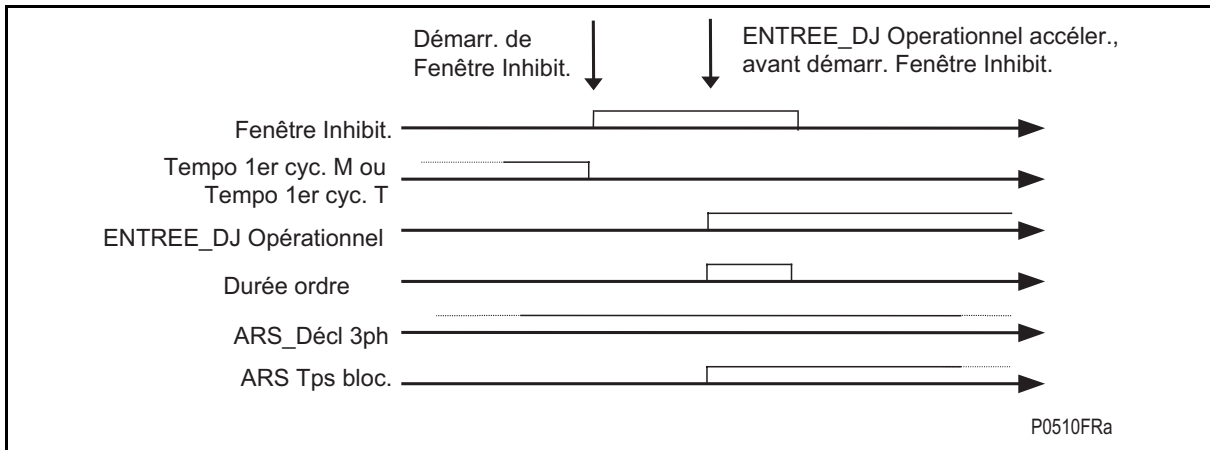 Démarr. de
Fenêtre Inhibit.
ENTREE_DJ Operationnel accéler.,
avant démarr. Fenêtre Inhibit.
Fenêtre Inhibit.
Tempo 1er cyc. M ou
Tempo 1er cyc. T
ENTREE_DJ Opérationnel
Durée ordre
ARS_Décl 3ph
ARS Tps bloc.
P0510FRa